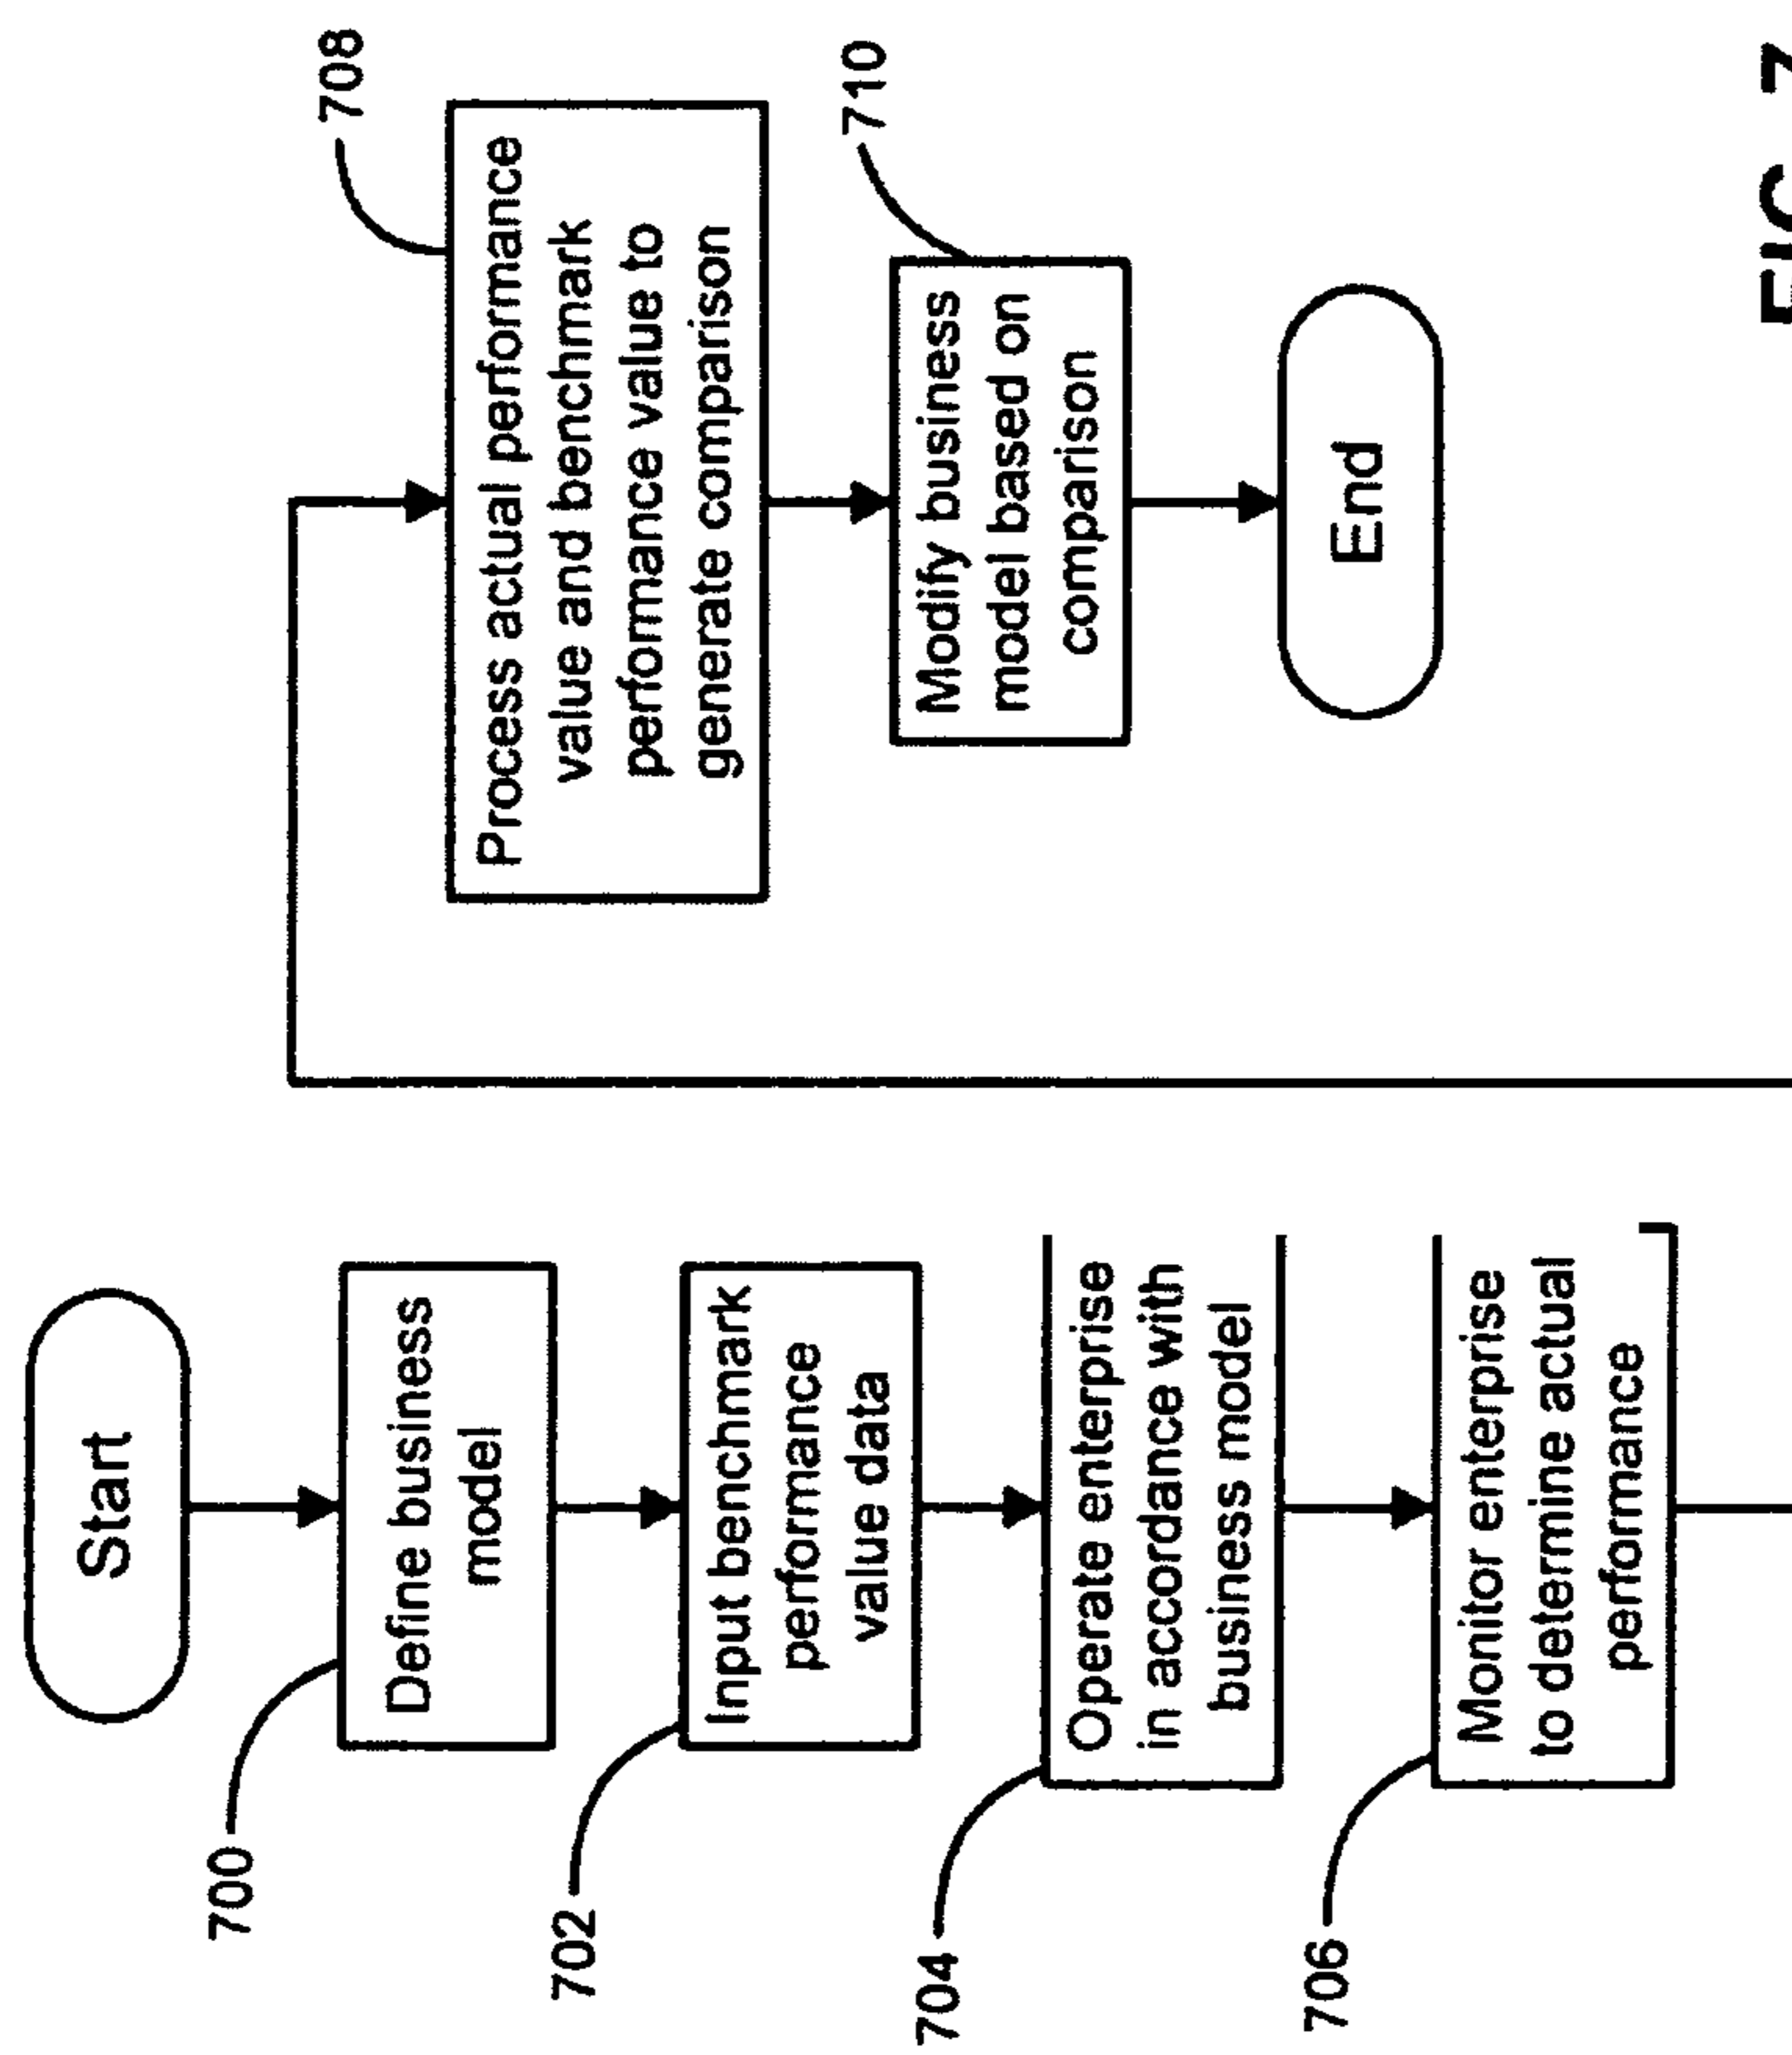 Start
700
Define business
model
702
Input benchmark
performance
value data
704
Operate enterprise
in accordance with
business model
706
Monitor enterprise
to determine actual
performance
708
Process actual performance
value and benchmark
performance value to
generate comparison
710
Modify business
model based on
comparison
End